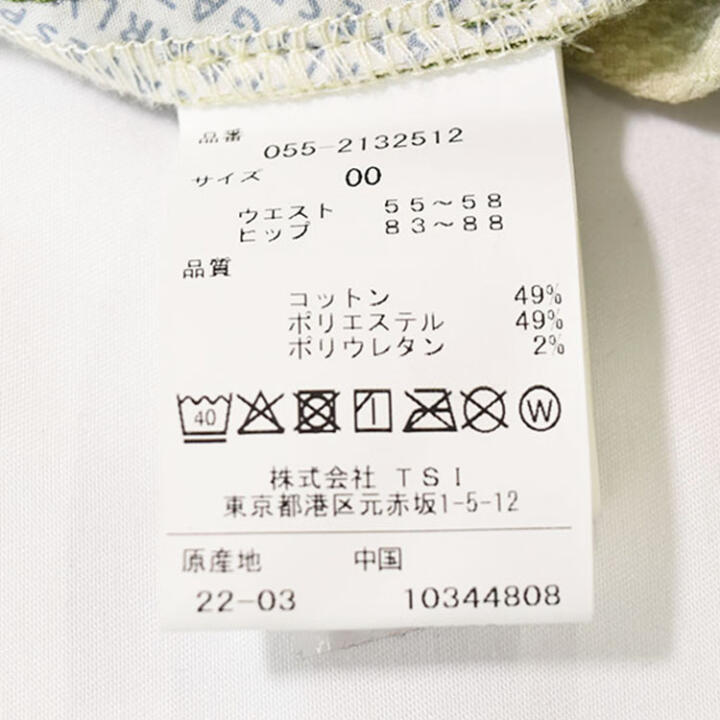 品番 055-2132512
サイズ 00
ウエスト 55～58
ヒップ 83～88
品質
コットン 49%
ポリエステル 49%
ポリウレタン 2%
40 W
株式会社 TSI
東京都港区元赤坂1-5-12
原産地 中国
22-03 10344808